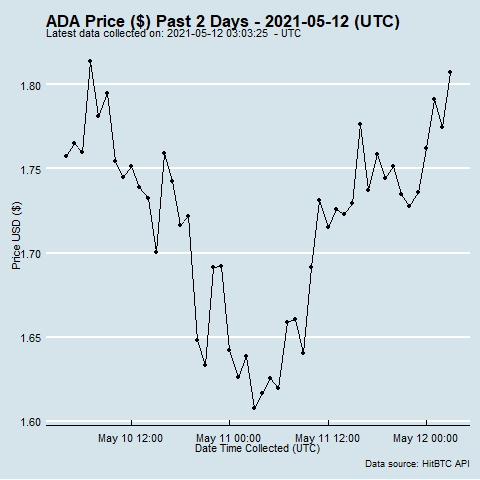 ADA Price ($) Past 2 Days - 2021-05-12 (UTC)
Latest data collected on: 2021-05-12 03:03:25 - UTC
1.80
1.75
1.70
1.65
1.60
Price USD ($)
May 10 12:00 May 11 00:00 May 11 12:00 May 12 00:00
Date Time Collected (UTC)
Data source: HitBTC API